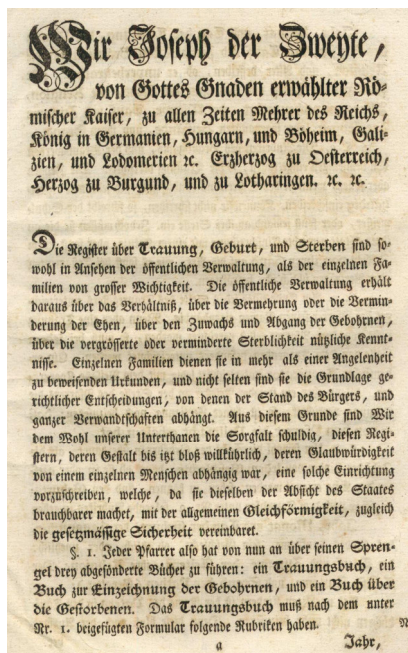 Wir Joseph der Zweyte,
von Gottes Gnaden erwählter Rö-
mischer Kaiser, zu allen Zeiten Mehrer des Reichs,
König in Germanien, Hungarn, und Böheim, Gali-
zien, und Lodomerien ꝛc. Erzherzog zu Oesterreich,
Herzog zu Burgund, und zu Lotharingen. ꝛc. ꝛc.
Die Register über Trauung, Geburt, und Sterben sind so-
wohl in Ansehen der öffentlichen Verwaltung, als der einzelnen Fa-
milien von grosser Wichtigkeit. Die öffentliche Verwaltung erhält
daraus über das Verhältniß, über die Vermehrung oder die Vermin-
derung der Ehen, über den Zuwachs und Abgang der Gebohrnen,
über die vergrösserte oder verminderte Sterblichkeit nützliche Kennt-
nisse. Einzelnen Familien dienen sie in mehr als einer Angelenheit
zu beweisenden Urkunden, und nicht selten sind sie die Grundlage ge-
richtlicher Entscheidungen, von denen der Stand des Bürgers, und
ganzer Verwandtschaften abhängt. Aus diesem Grunde sind Wir
dem Wohl unserer Unterthanen die Sorgfalt schuldig, diesen Regi-
stern, deren Gestalt bis itzt bloß willkührlich, deren Glaubwürdigkeit
von einem einzelnen Menschen abhängig war, eine solche Einrichtung
vorzuschreiben, welche, da sie dieselben der Absicht des Staates
brauchbarer machet, mit der allgemeinen Gleichförmigkeit, zugleich
die gesetzmässige Sicherheit vereinbaret.
§. 1. Jeder Pfarrer also hat von nun an über seinen Spren-
gel drey abgesönderte Bücher zu führen: ein Trauungsbuch, ein
Buch zur Einzeichnung der Gebohrnen, und ein Buch über
die Gestorbenen. Das Trauungsbuch muß nach dem unter
Nr. 1. beigefügten Formular folgende Rubriken haben.
a Jahr,